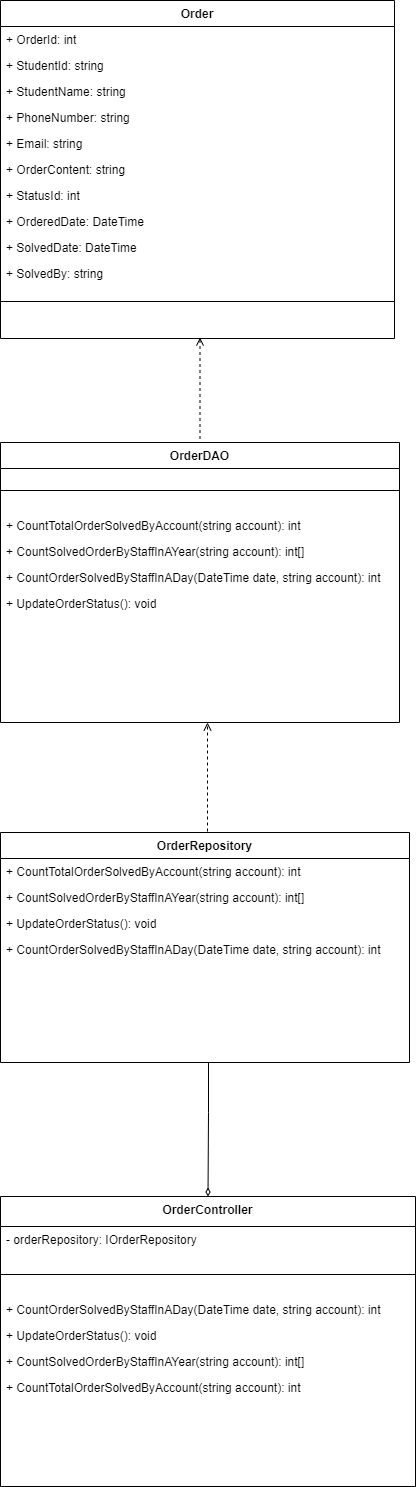 Order
+ OrderId: int
+ StudentId: string
+ StudentName: string
+ PhoneNumber: string
+ Email: string
+ OrderContent: string
+ StatusId: int
+ OrderedDate: DateTime
+ SolvedDate: DateTime
+ SolvedBy: string
OrderDAO
+ CountTotalOrderSolvedByAccount(string account): int
+ CountSolvedOrderByStaffInAYear(string account): int[]
+ CountOrderSolvedByStaffInADay(DateTime date, string account): int
+ UpdateOrderStatus(): void
OrderRepository
+ CountTotalOrderSolvedByAccount(string account): int
+ CountSolvedOrderByStaffInAYear(string account): int[]
+ UpdateOrderStatus(): void
+ CountOrderSolvedByStaffInADay(DateTime date, string account): int
OrderController
- orderRepository: IOrderRepository
+ CountOrderSolvedByStaffInADay(DateTime date, string account): int
+ UpdateOrderStatus(): void
+ CountSolvedOrderByStaffInAYear(string account): int[]
+ CountTotalOrderSolvedByAccount(string account): int